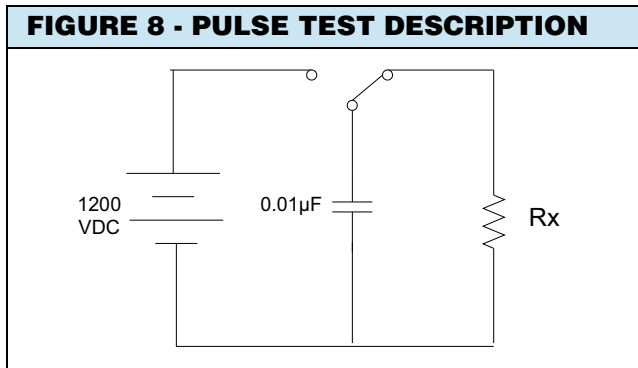 FIGURE 8 - PULSE TEST DESCRIPTION
1200
VDC
0.01µF
Rx